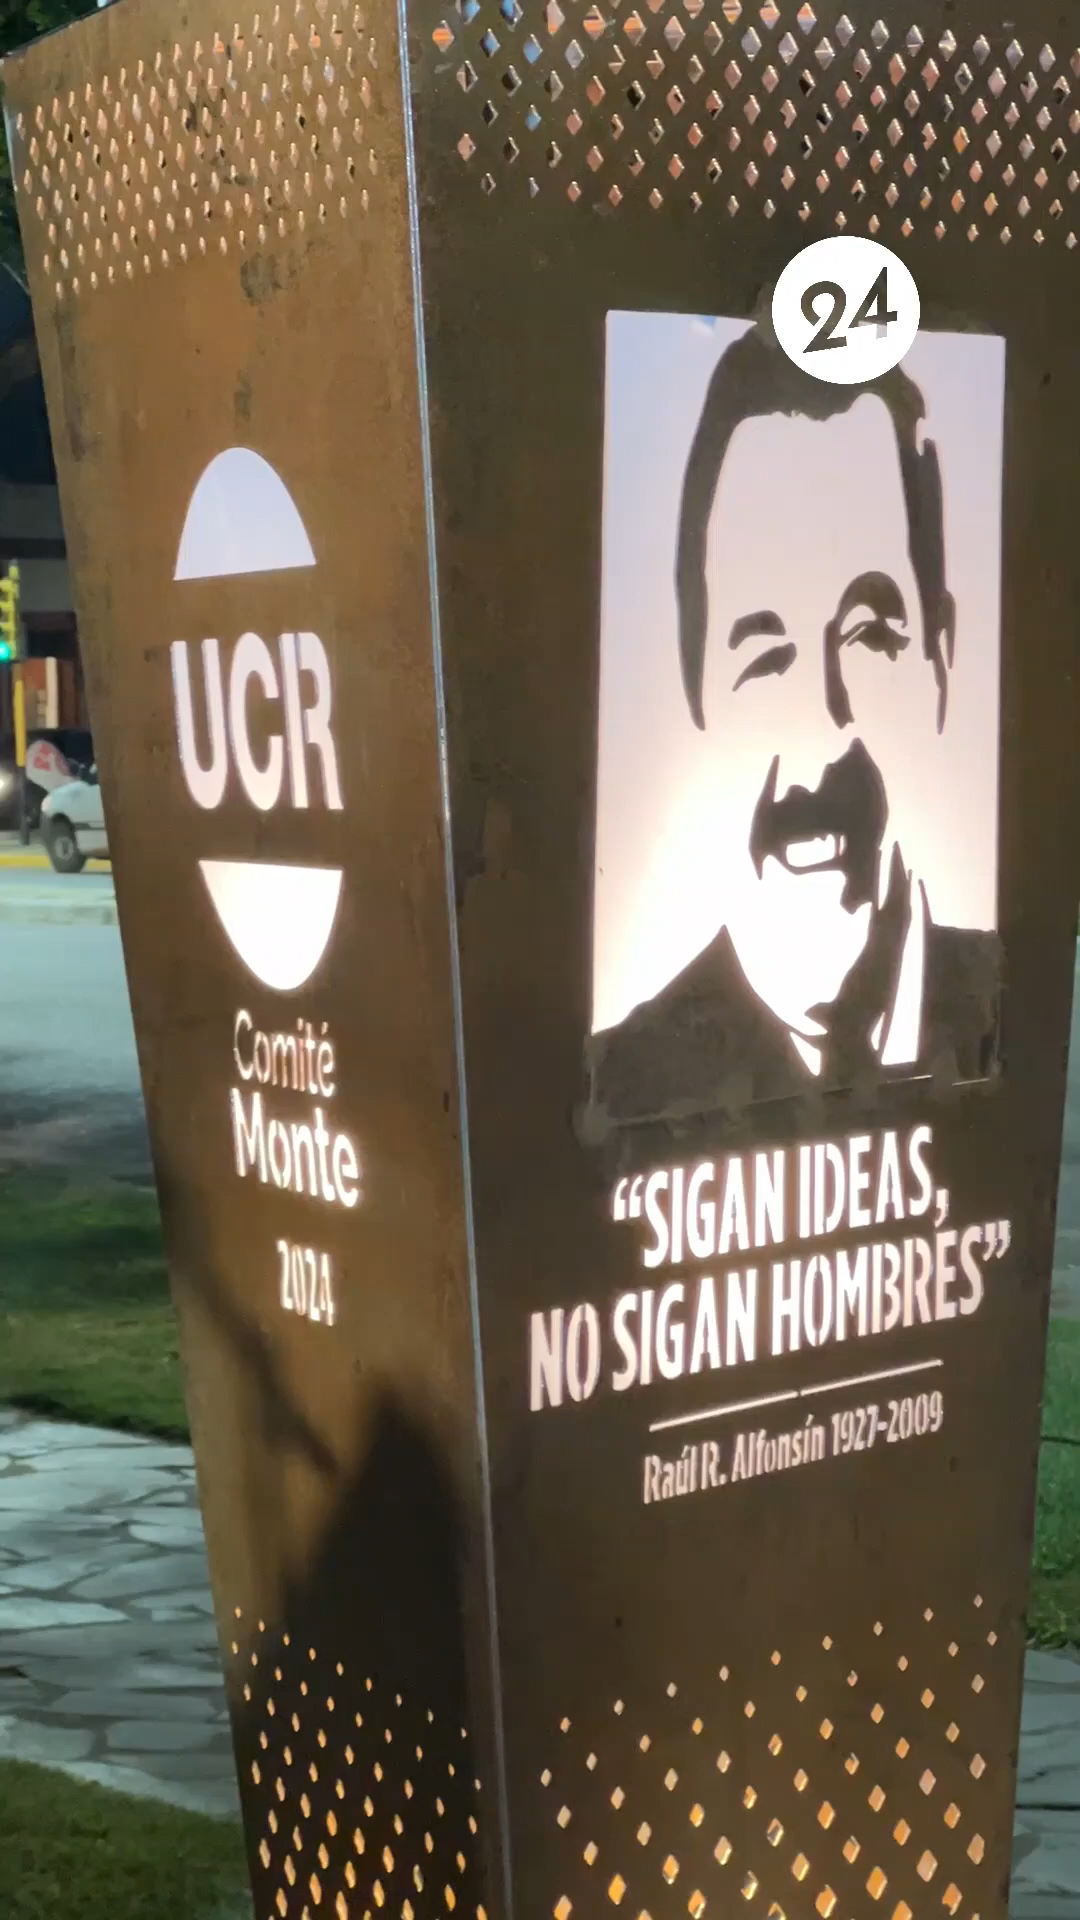 24
UCR
Comité
Monte
2024
“SIGAN IDEAS,
NO SIGAN HOMBRES”
Raúl R. Alfonsín 1927-2009